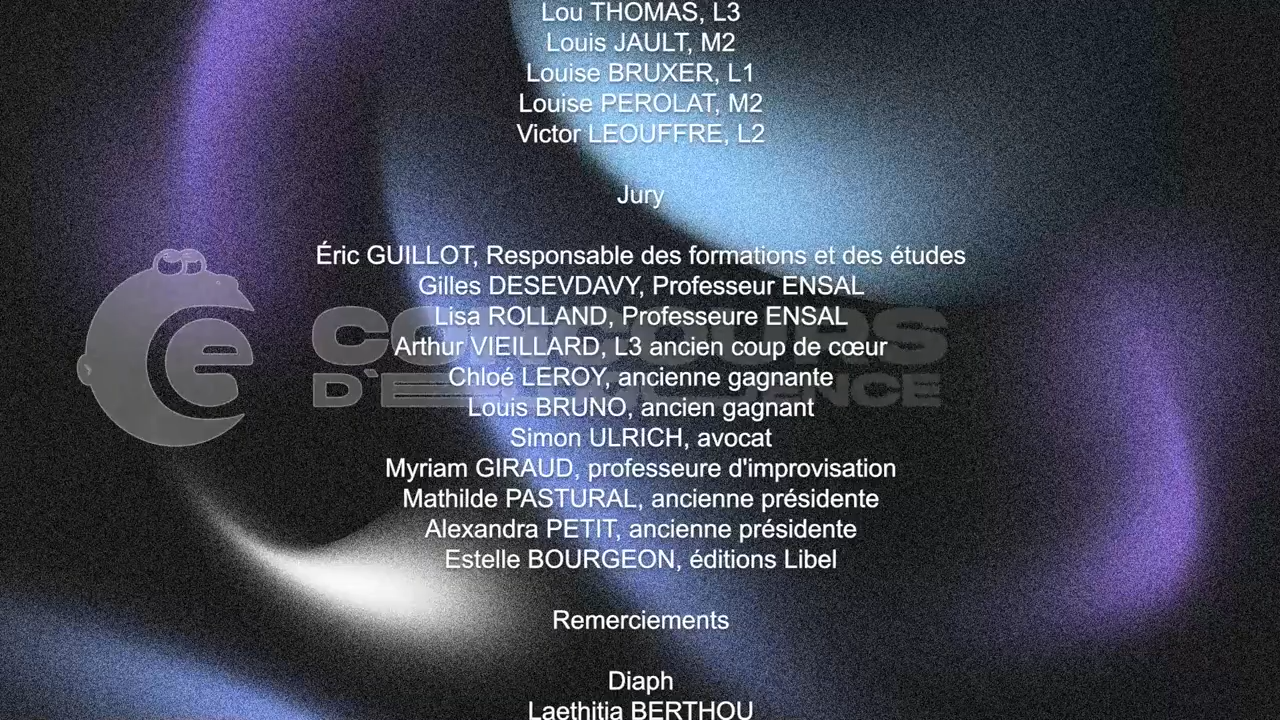 Lou THOMAS, L3
Louis JAULT, M2
Louise BRUXER, L1
Louise PEROLAT, M2
Victor LEOUFFRE, L2
Jury
Éric GUILLOT, Responsable des formations et des études
Gilles DESEVDAVY, Professeur ENSAL
Lisa ROLLAND, Professeure ENSAL
Arthur VIEILLARD, L3 ancien coup de cœur
Chloé LEROY, ancienne gagnante
Louis BRUNO, ancien gagnant
Simon ULRICH, avocat
Myriam GIRAUD, professeure d'improvisation
Mathilde PASTURAL, ancienne présidente
Alexandra PETIT, ancienne présidente
Estelle BOURGEON, éditions Libel
Remerciements
Diaph
Laethitia BERTHOU
Ce
CONCOURS